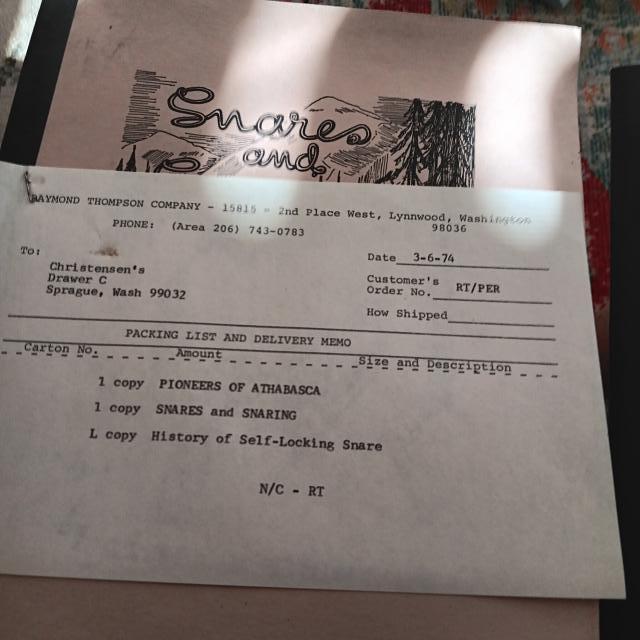 Snares
and
RAYMOND THOMPSON COMPANY - 15815 - 2nd Place West, Lynnwood, Washington
98036
PHONE: (Area 206) 743-0783
To:
Christensen's
Drawer C
Sprague, Wash 99032
Date 3-6-74
Customer's
Order No. RT/PER
How Shipped
PACKING LIST AND DELIVERY MEMO
Carton No. Amount Size and Description
1 copy PIONEERS OF ATHABASCA
1 copy SNARES and SNARING
L copy History of Self-Locking Snare
N/C - RT